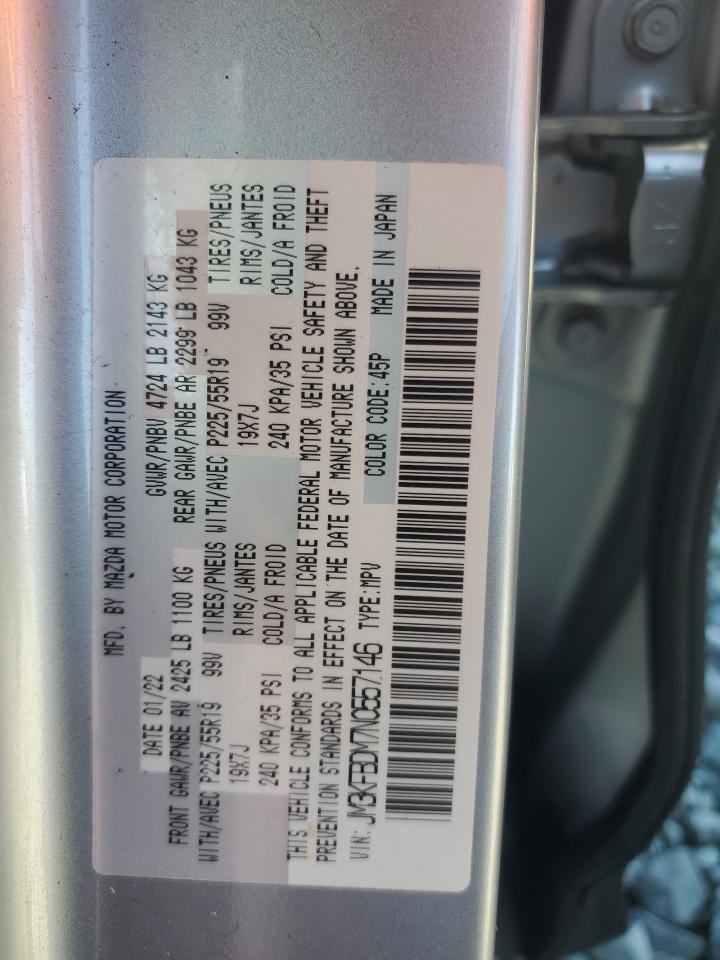 MFD. BY MAZDA MOTOR CORPORATION
DATE 01/22 GVWR/PNBV 4724 LB 2143 KG
FRONT GAWR/PNBE AV 2425 LB 1100 KG REAR GAWR/PNBE AR 2299 LB 1043 KG
WITH/AVEC P225/55R19 99V TIRES/PNEUS WITH/AVEC P225/55R19 99V TIRES/PNEUS
19X7J RIMS/JANTES 19X7J RIMS/JANTES
240 KPA/35 PSI COLD/A FROID 240 KPA/35 PSI COLD/A FROID
THIS VEHICLE CONFORMS TO ALL APPLICABLE FEDERAL MOTOR VEHICLE SAFETY AND THEFT
PREVENTION STANDARDS IN EFFECT ON THE DATE OF MANUFACTURE SHOWN ABOVE.
VIN: JM3KFBDM7N0557146 TYPE:MPV COLOR CODE:45P MADE IN JAPAN